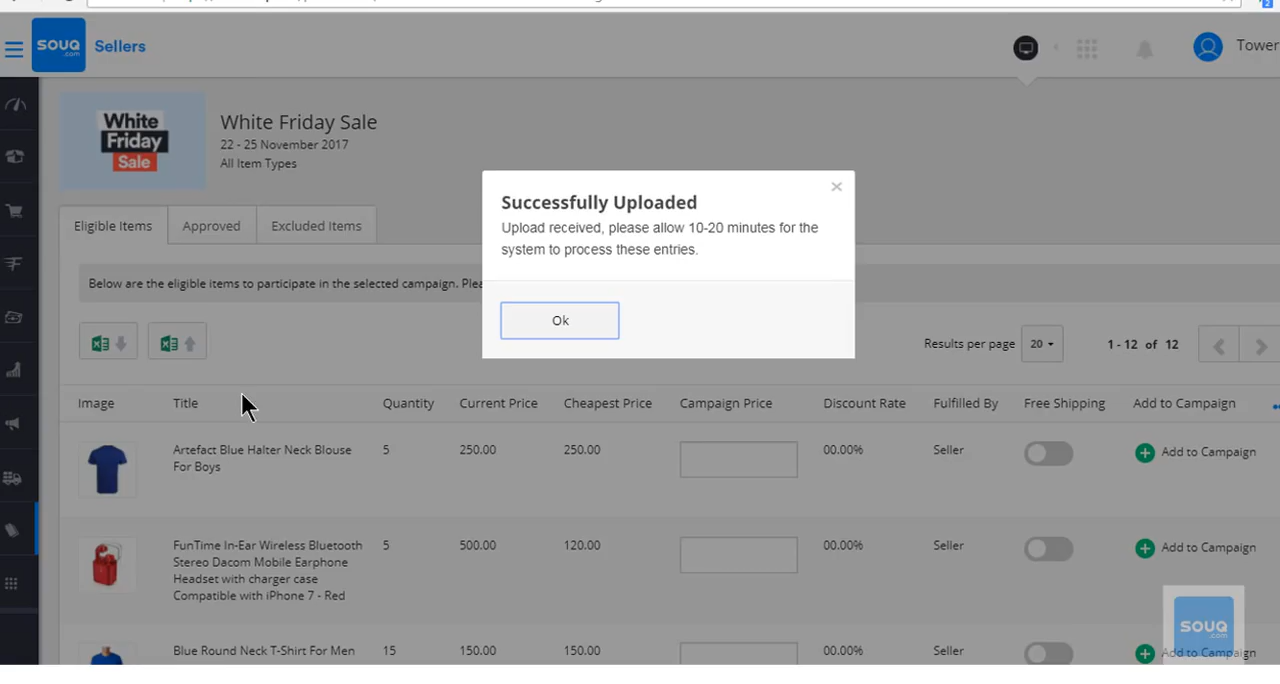 SOUQ
.com
Sellers
Tower
White
Friday
Sale
White Friday Sale
22 - 25 November 2017
All Item Types
×
Successfully Uploaded
Upload received, please allow 10-20 minutes for the
system to process these entries.
Ok
Eligible Items Approved Excluded Items
Below are the eligible items to participate in the selected campaign.
Results per page 20 1 - 12 of 12
Image Title Quantity Current Price Cheapest Price Campaign Price Discount Rate Fulfilled By Free Shipping Add to Campaign
Artefact Blue Halter Neck Blouse
For Boys
5 250.00 250.00 00.00% Seller Add to Campaign
FunTime In-Ear Wireless Bluetooth
Stereo Dacom Mobile Earphone
Headset with charger case
Compatible with iPhone 7 - Red
5 500.00 120.00 00.00% Seller Add to Campaign
Blue Round Neck T-Shirt For Men 15 150.00 150.00 00.00% Seller Add to Campaign
SOUQ
.com